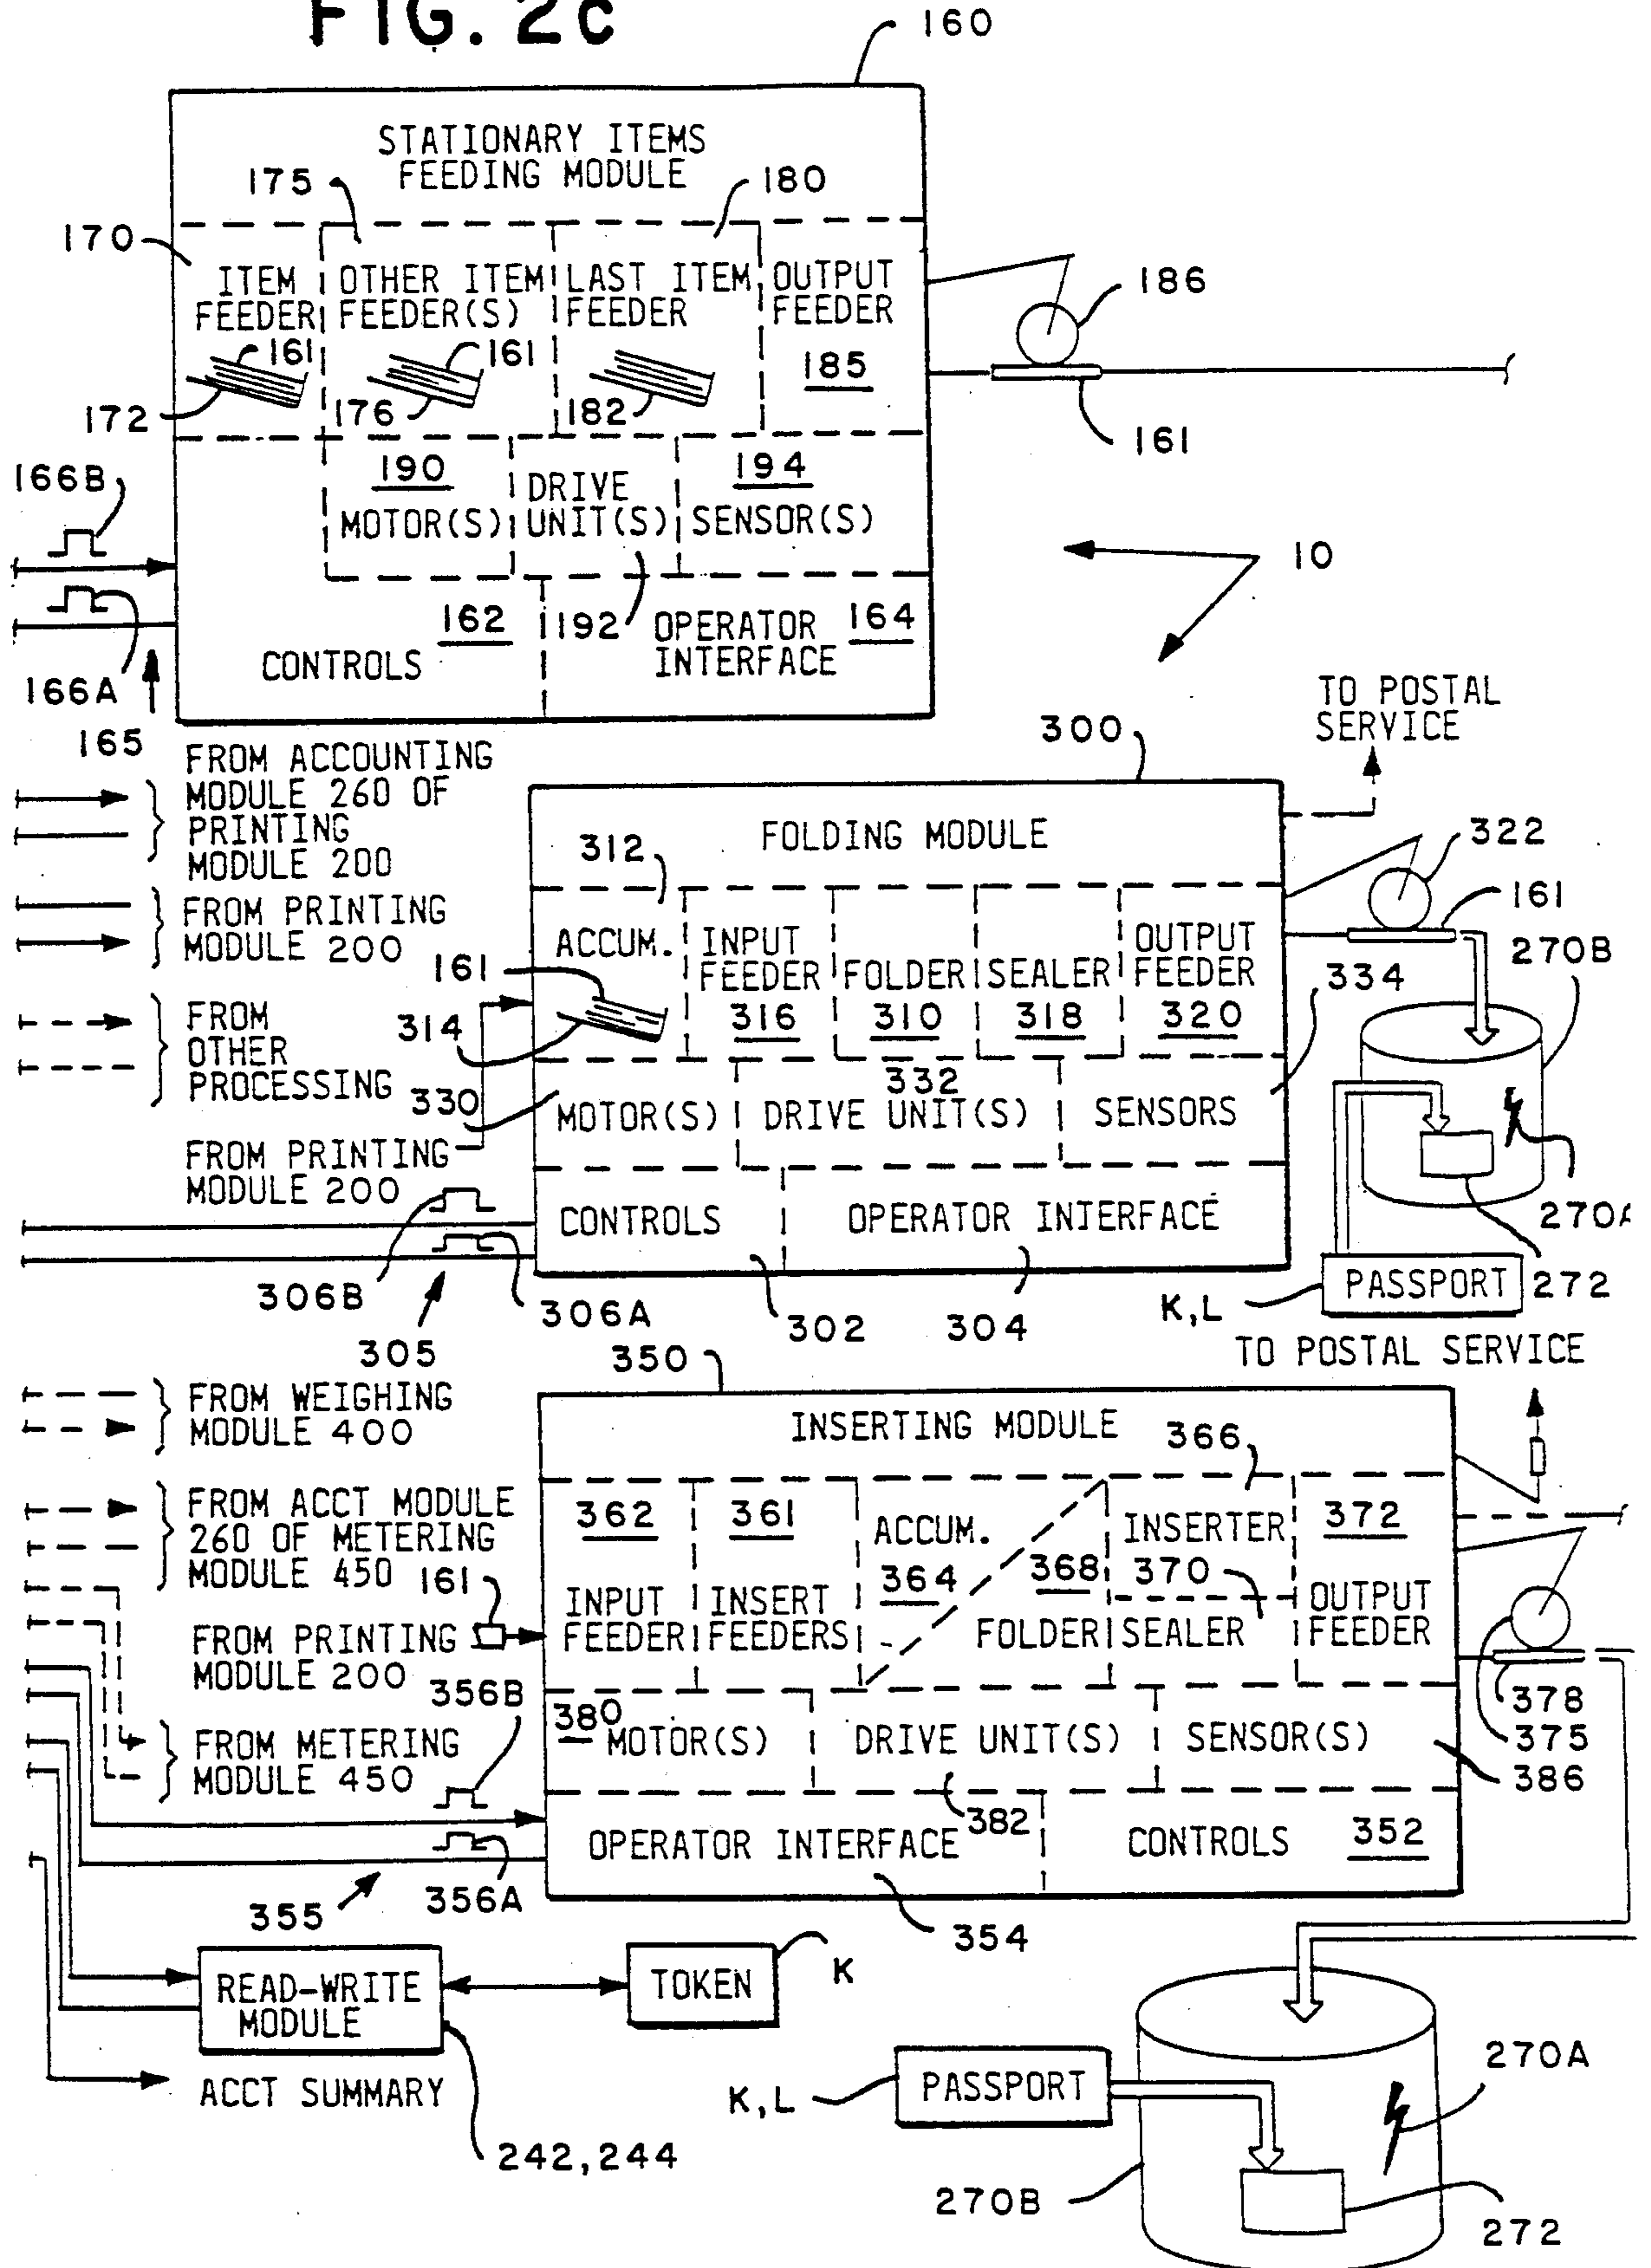 FIG. 2c
160
STATIONARY ITEMS
FEEDING MODULE
175
180
170
ITEM
FEEDER
OTHER ITEM
FEEDER(S)
LAST ITEM
FEEDER
OUTPUT
FEEDER
185
186
161
161
172
176
182
161
166B
190
MOTOR(S)
DRIVE
UNIT(S)
194
SENSOR(S)
10
162
CONTROLS
192
OPERATOR
INTERFACE
164
166A
165
TO POSTAL
SERVICE
300
FROM ACCOUNTING
MODULE 260 OF
PRINTING
MODULE 200
FOLDING MODULE
312
322
161
FROM PRINTING
MODULE 200
ACCUM.
INPUT
FEEDER
316
FOLDER
310
SEALER
318
OUTPUT
FEEDER
320
270B
334
161
314
FROM
OTHER
PROCESSING
330
MOTOR(S)
332
DRIVE UNIT(S)
SENSORS
FROM PRINTING
MODULE 200
CONTROLS
OPERATOR INTERFACE
270A
306B
306A
305
302
304
K,L
PASSPORT
272
TO POSTAL SERVICE
350
FROM WEIGHING
MODULE 400
INSERTING MODULE
366
FROM ACCT MODULE
260 OF METERING
MODULE 450
161
362
INPUT
FEEDER
361
INSERT
FEEDERS
ACCUM.
364
368
FOLDER
INSERTER
370
SEALER
372
OUTPUT
FEEDER
FROM PRINTING
MODULE 200
356B
378
375
386
380
MOTOR(S)
DRIVE UNIT(S)
SENSOR(S)
FROM METERING
MODULE 450
382
OPERATOR INTERFACE
CONTROLS
352
356A
355
354
READ-WRITE
MODULE
TOKEN
K
ACCT SUMMARY
242,244
K,L
PASSPORT
270A
270B
272